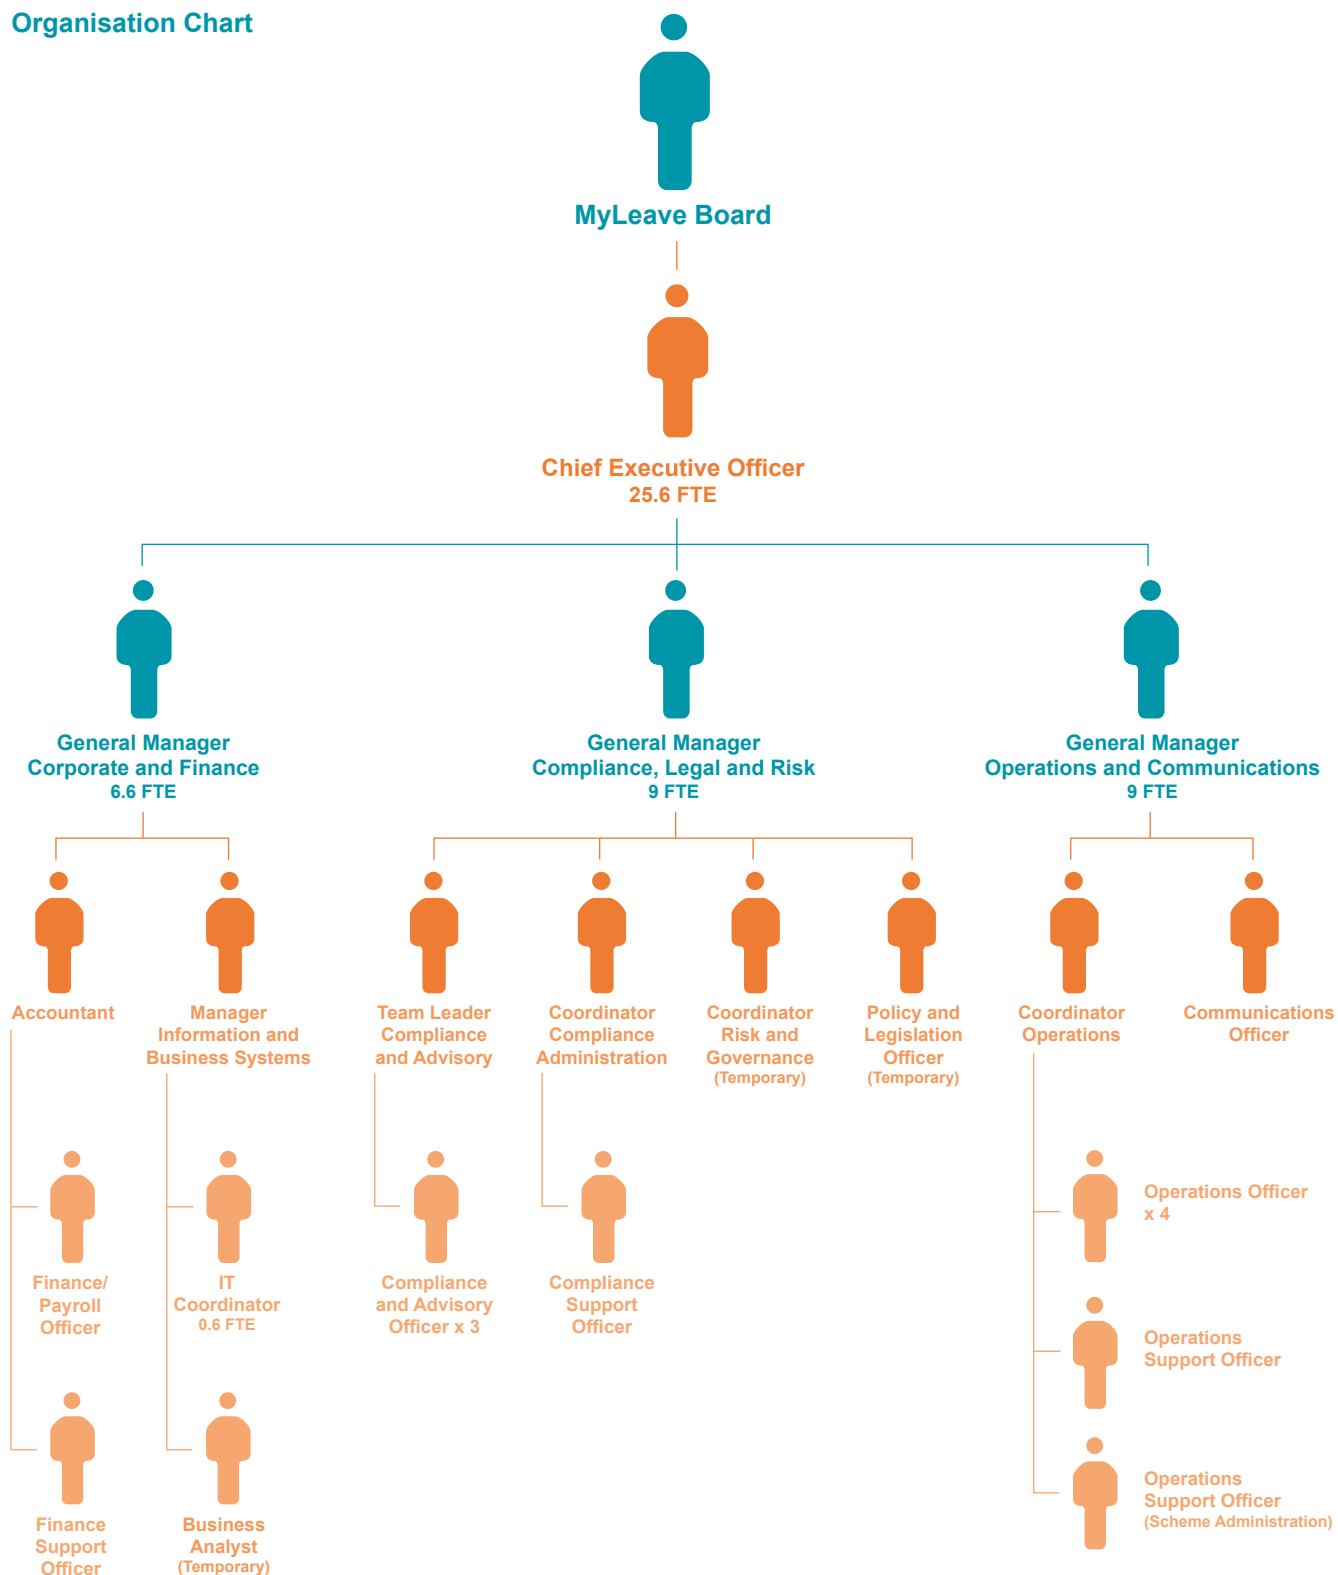 Organisation Chart
MyLeave Board
Chief Executive Officer
25.6 FTE
General Manager
Corporate and Finance
6.6 FTE
General Manager
Compliance, Legal and Risk
9 FTE
General Manager
Operations and Communications
9 FTE
Accountant
Manager
Information and
Business Systems
Team Leader
Compliance
and Advisory
Coordinator
Compliance
Administration
Coordinator
Risk and
Governance
(Temporary)
Policy and
Legislation
Officer
(Temporary)
Coordinator
Operations
Communications
Officer
Finance/
Payroll
Officer
IT
Coordinator
0.6 FTE
Compliance
and Advisory
Officer x 3
Compliance
Support
Officer
Operations Officer
x 4
Operations
Support Officer
Finance
Support
Officer
Business
Analyst
(Temporary)
Operations
Support Officer
(Scheme Administration)